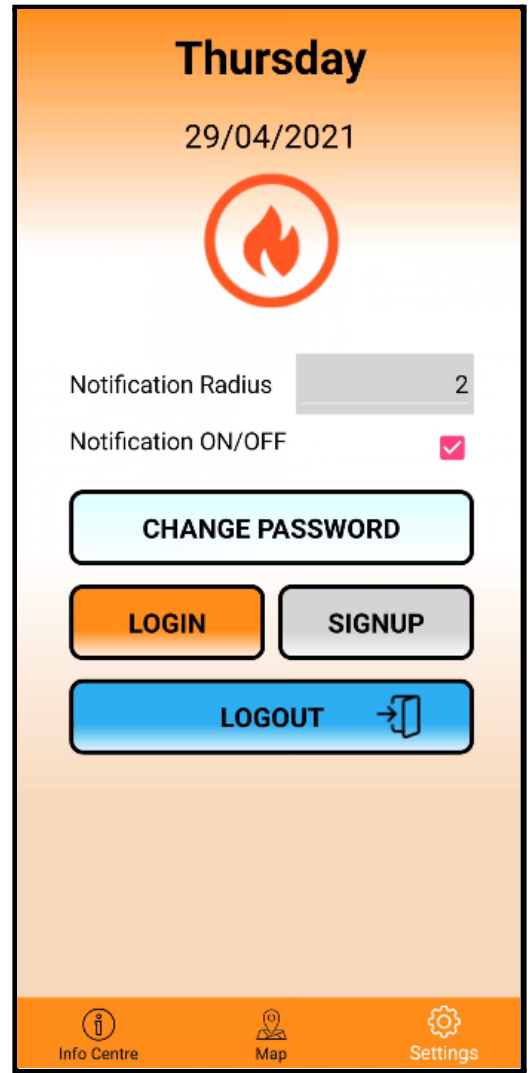 Thursday
29/04/2021
Notification Radius 2
Notification ON/OFF
CHANGE PASSWORD
LOGIN SIGNUP
LOGOUT
Info Centre Map Settings